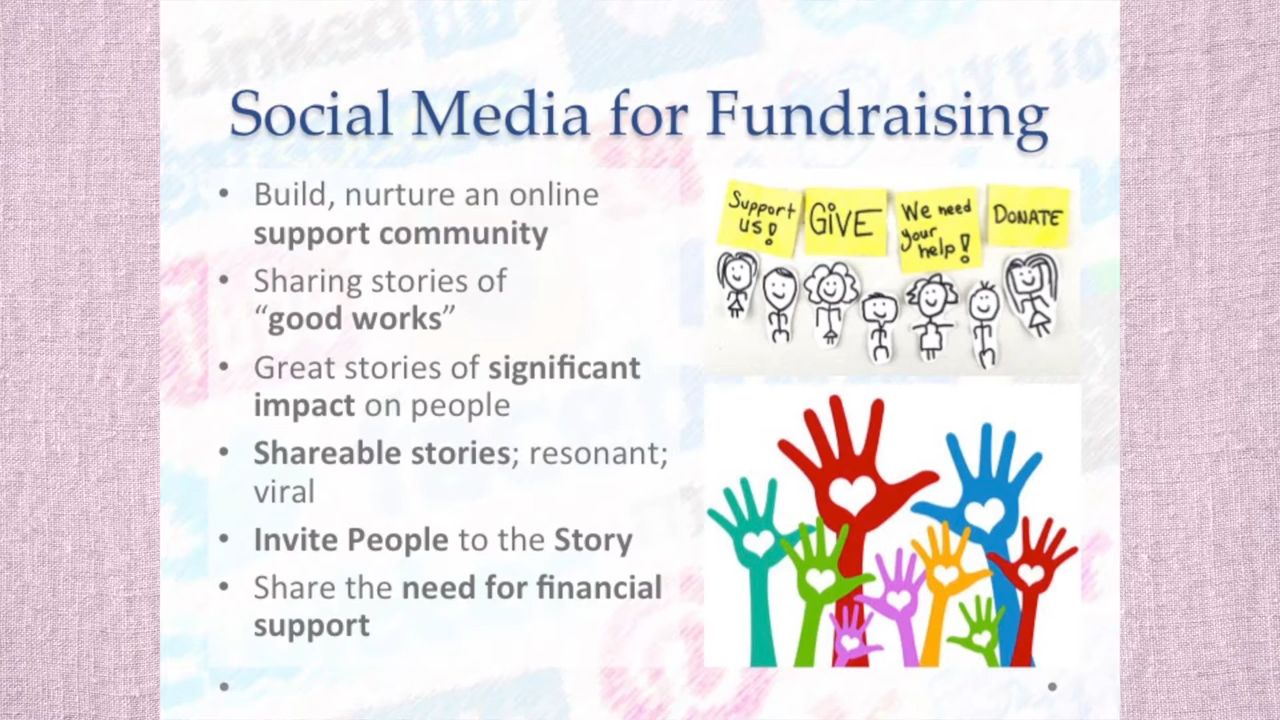 Social Media for Fundraising
• Build, nurture an online
support community
• Sharing stories of
“good works”
• Great stories of significant
impact on people
• Shareable stories; resonant;
viral
• Invite People to the Story
• Share the need for financial
support
Support
us!
GIVE
We need
your
help!
DONATE